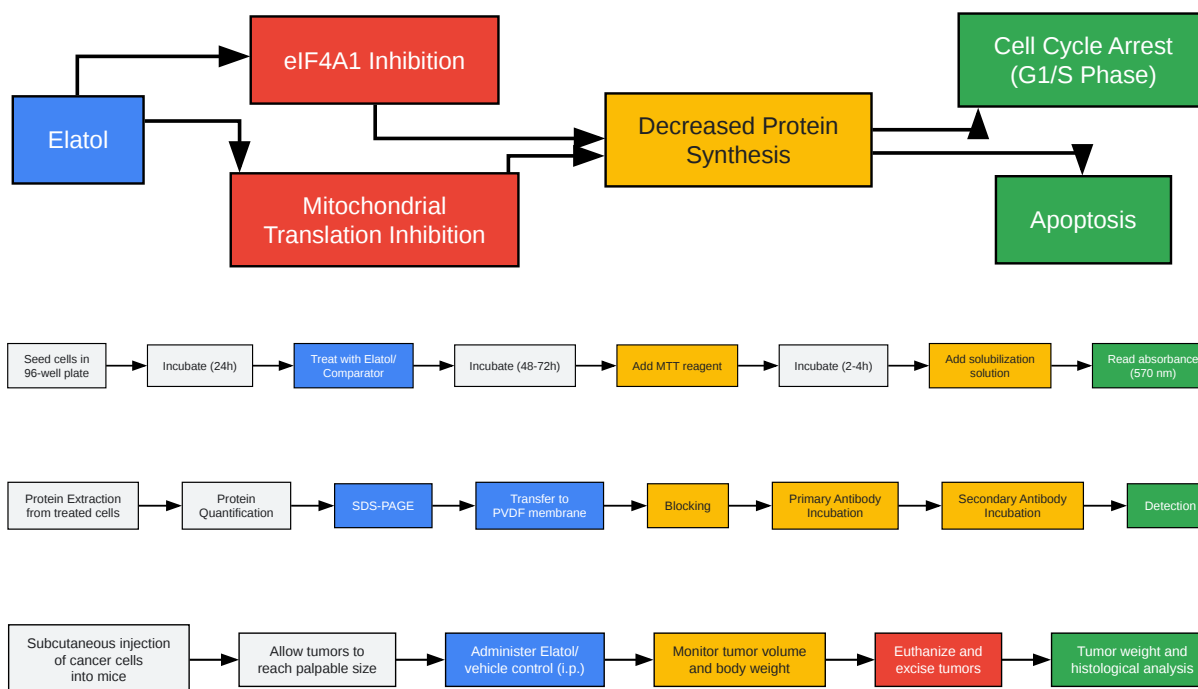 Elatol
eIF4A1 Inhibition
Mitochondrial
Translation Inhibition
Decreased Protein
Synthesis
Cell Cycle Arrest
(G1/S Phase)
Apoptosis
Seed cells in
96-well plate
Incubate (24h)
Treat with Elatol/
Comparator
Incubate (48-72h)
Add MTT reagent
Incubate (2-4h)
Add solubilization
solution
Read absorbance
(570 nm)
Protein Extraction
from treated cells
Protein
Quantification
SDS-PAGE
Transfer to
PVDF membrane
Blocking
Primary Antibody
Incubation
Secondary Antibody
Incubation
Detection
Subcutaneous injection
of cancer cells
into mice
Allow tumors to
reach palpable size
Administer Elatol/
vehicle control (i.p.)
Monitor tumor volume
and body weight
Euthanize and
excise tumors
Tumor weight and
histological analysis